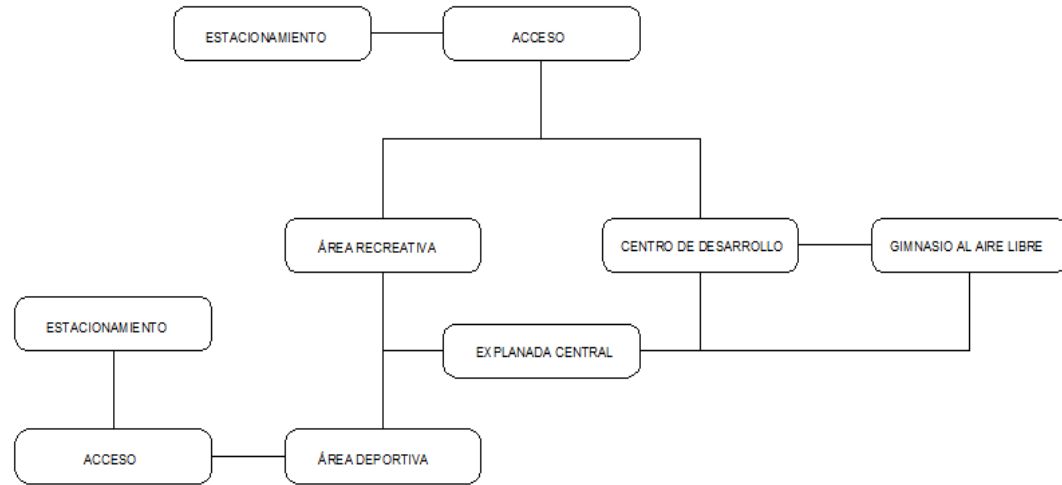 ESTACIONAMIENTO
ACCESO
ÁREA RECREATIVA
CENTRO DE DESARROLLO
GIMNASIO AL AIRE LIBRE
ESTACIONAMIENTO
EXPLANADA CENTRAL
ACCESO
ÁREA DEPORTIVA